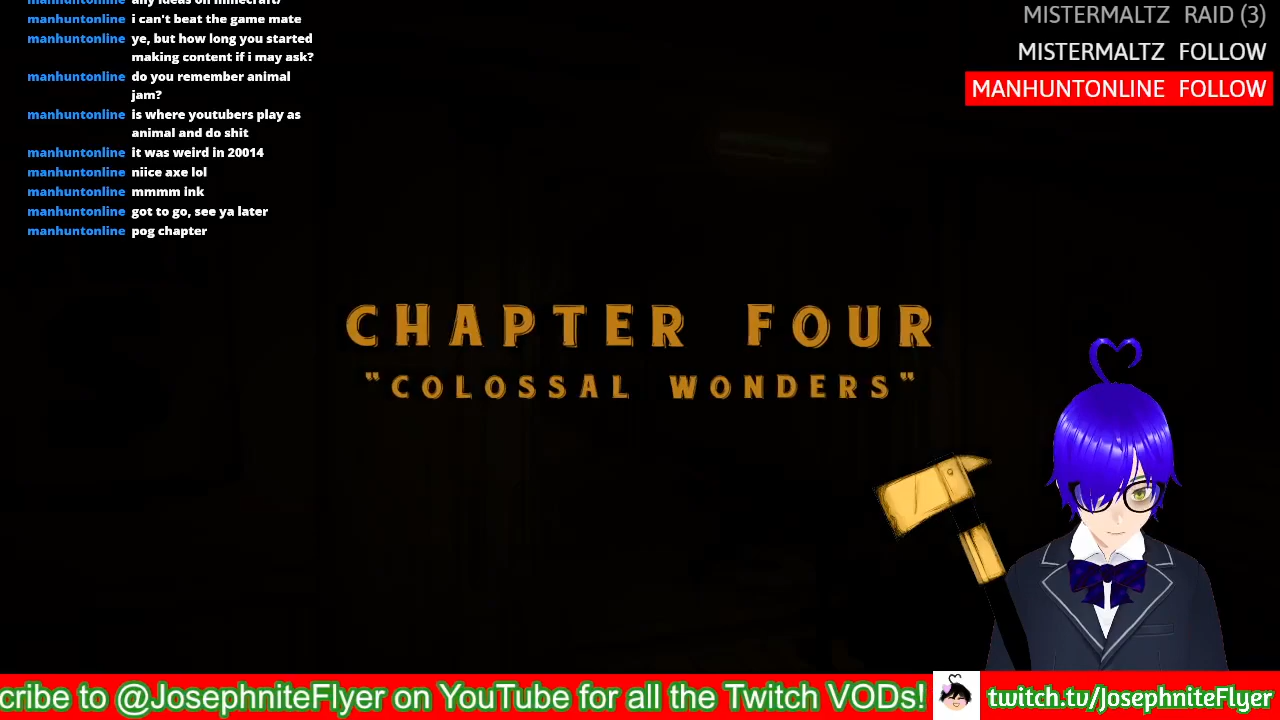 any ideas on minecraft?
manhuntonline i can't beat the game mate
manhuntonline ye, but how long you started
making content if i may ask?
manhuntonline do you remember animal
jam?
manhuntonline is where youtubers play as
animal and do shit
manhuntonline it was weird in 20014
manhuntonline niice axe lol
manhuntonline mmmm ink
manhuntonline got to go, see ya later
manhuntonline pog chapter
MISTERMALTZ RAID (3)
MISTERMALTZ FOLLOW
MANHUNTONLINE FOLLOW
CHAPTER FOUR
"COLOSSAL WONDERS"
cribe to @JosephniteFlyer on YouTube for all the Twitch VODs!
twitch.tv/JosephniteFlyer